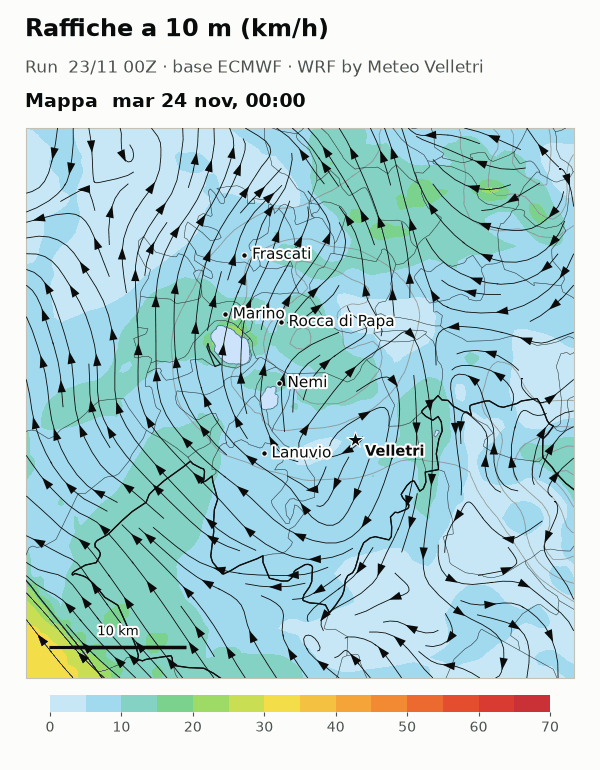 Raffiche a 10 m (km/h)
Run  23/11 00Z · base ECMWF · WRF by Meteo Velletri
Mappa  mar 24 nov, 00:00
Frascati
Marino
Rocca di Papa
Nemi
Velletri
Lanuvio
10 km
0 10 20 30 40 50 60 70